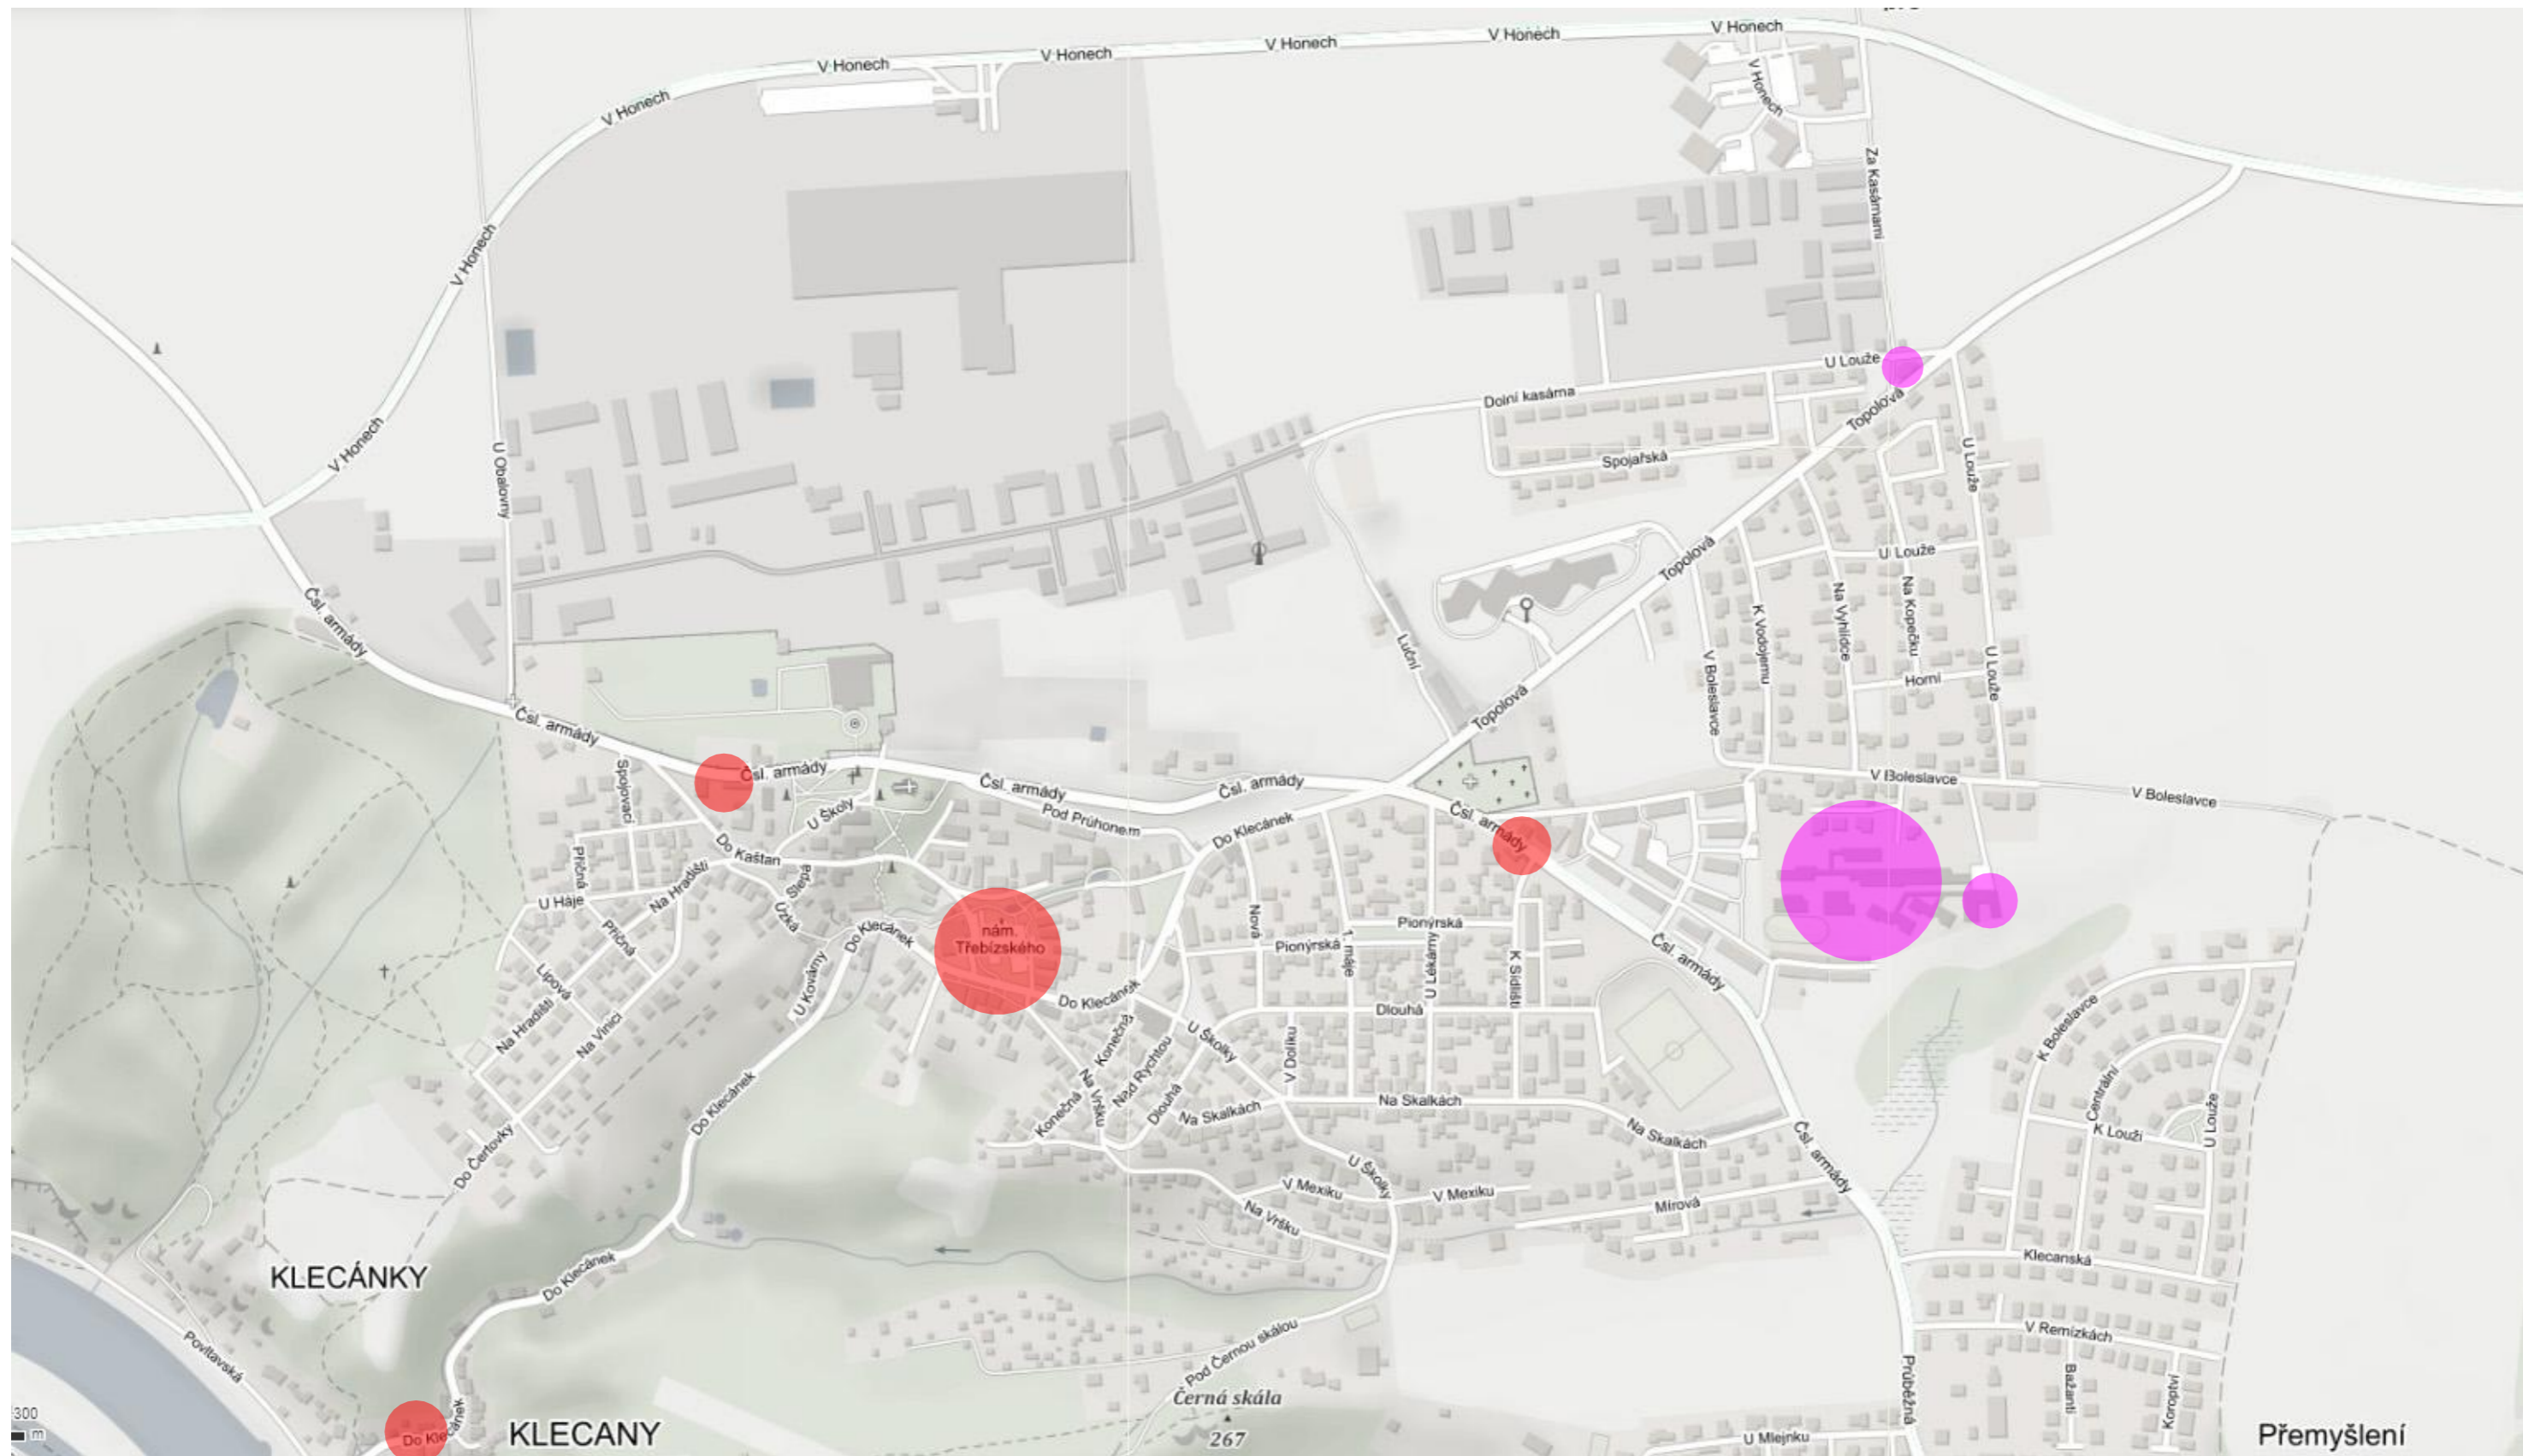 V Honech
V Honech
V Honech
V Honech
V Honech
V Honech
V Honech
V Honech
V Honech
Za Kasárnami
U Louže
Dolní kasárna
Topolová
Spojařská
U Obalovny
U Louže
Topolová
U Louže
Na Kopečku
Na Vyhlídce
K Vodojemu
V Boleslavce
Horní
U Louže
Luční
Topolová
Čsl. armády
Čsl. armády
Čsl. armády
Čsl. armády
Čsl. armády
Čsl. armády
V Boleslavce
V Boleslavce
Spojovací
U Školy
Pod Průhonem
Do Klecánek
Do Kaštan
Příčná
Na Hradišti
Slepá
Úzká
U Háje
Příčná
Do Klecánek
nám.
Třebízského
Nová
Pionýrská
Pionýrská
1. máje
U Lékárny
K Sídlišti
Čsl. armády
Lipová
Na Hradišti
Na Vinici
U Kovárny
Do Klecánek
Konečná
U Školky
Dlouhá
V Dolíku
K Boleslavce
Centrální
K Louži
U Louže
Do Klecánek
Konečná
Na Vršku
Nad Rychtou
Dlouhá
Na Skalkách
Na Skalkách
Na Skalkách
Čsl. armády
Do Čertovky
U Školky
V Mexiku
V Mexiku
Na Vršku
Mírová
Klecanská
KLECÁNKY
Do Klecánek
Povltavská
Pod Černou skálou
Černá skála
267
V Remízkách
Průběžná
Bažantí
Koroptví
300
m
Do Klecánek
KLECANY
U Mlejnku
Přemyšlení